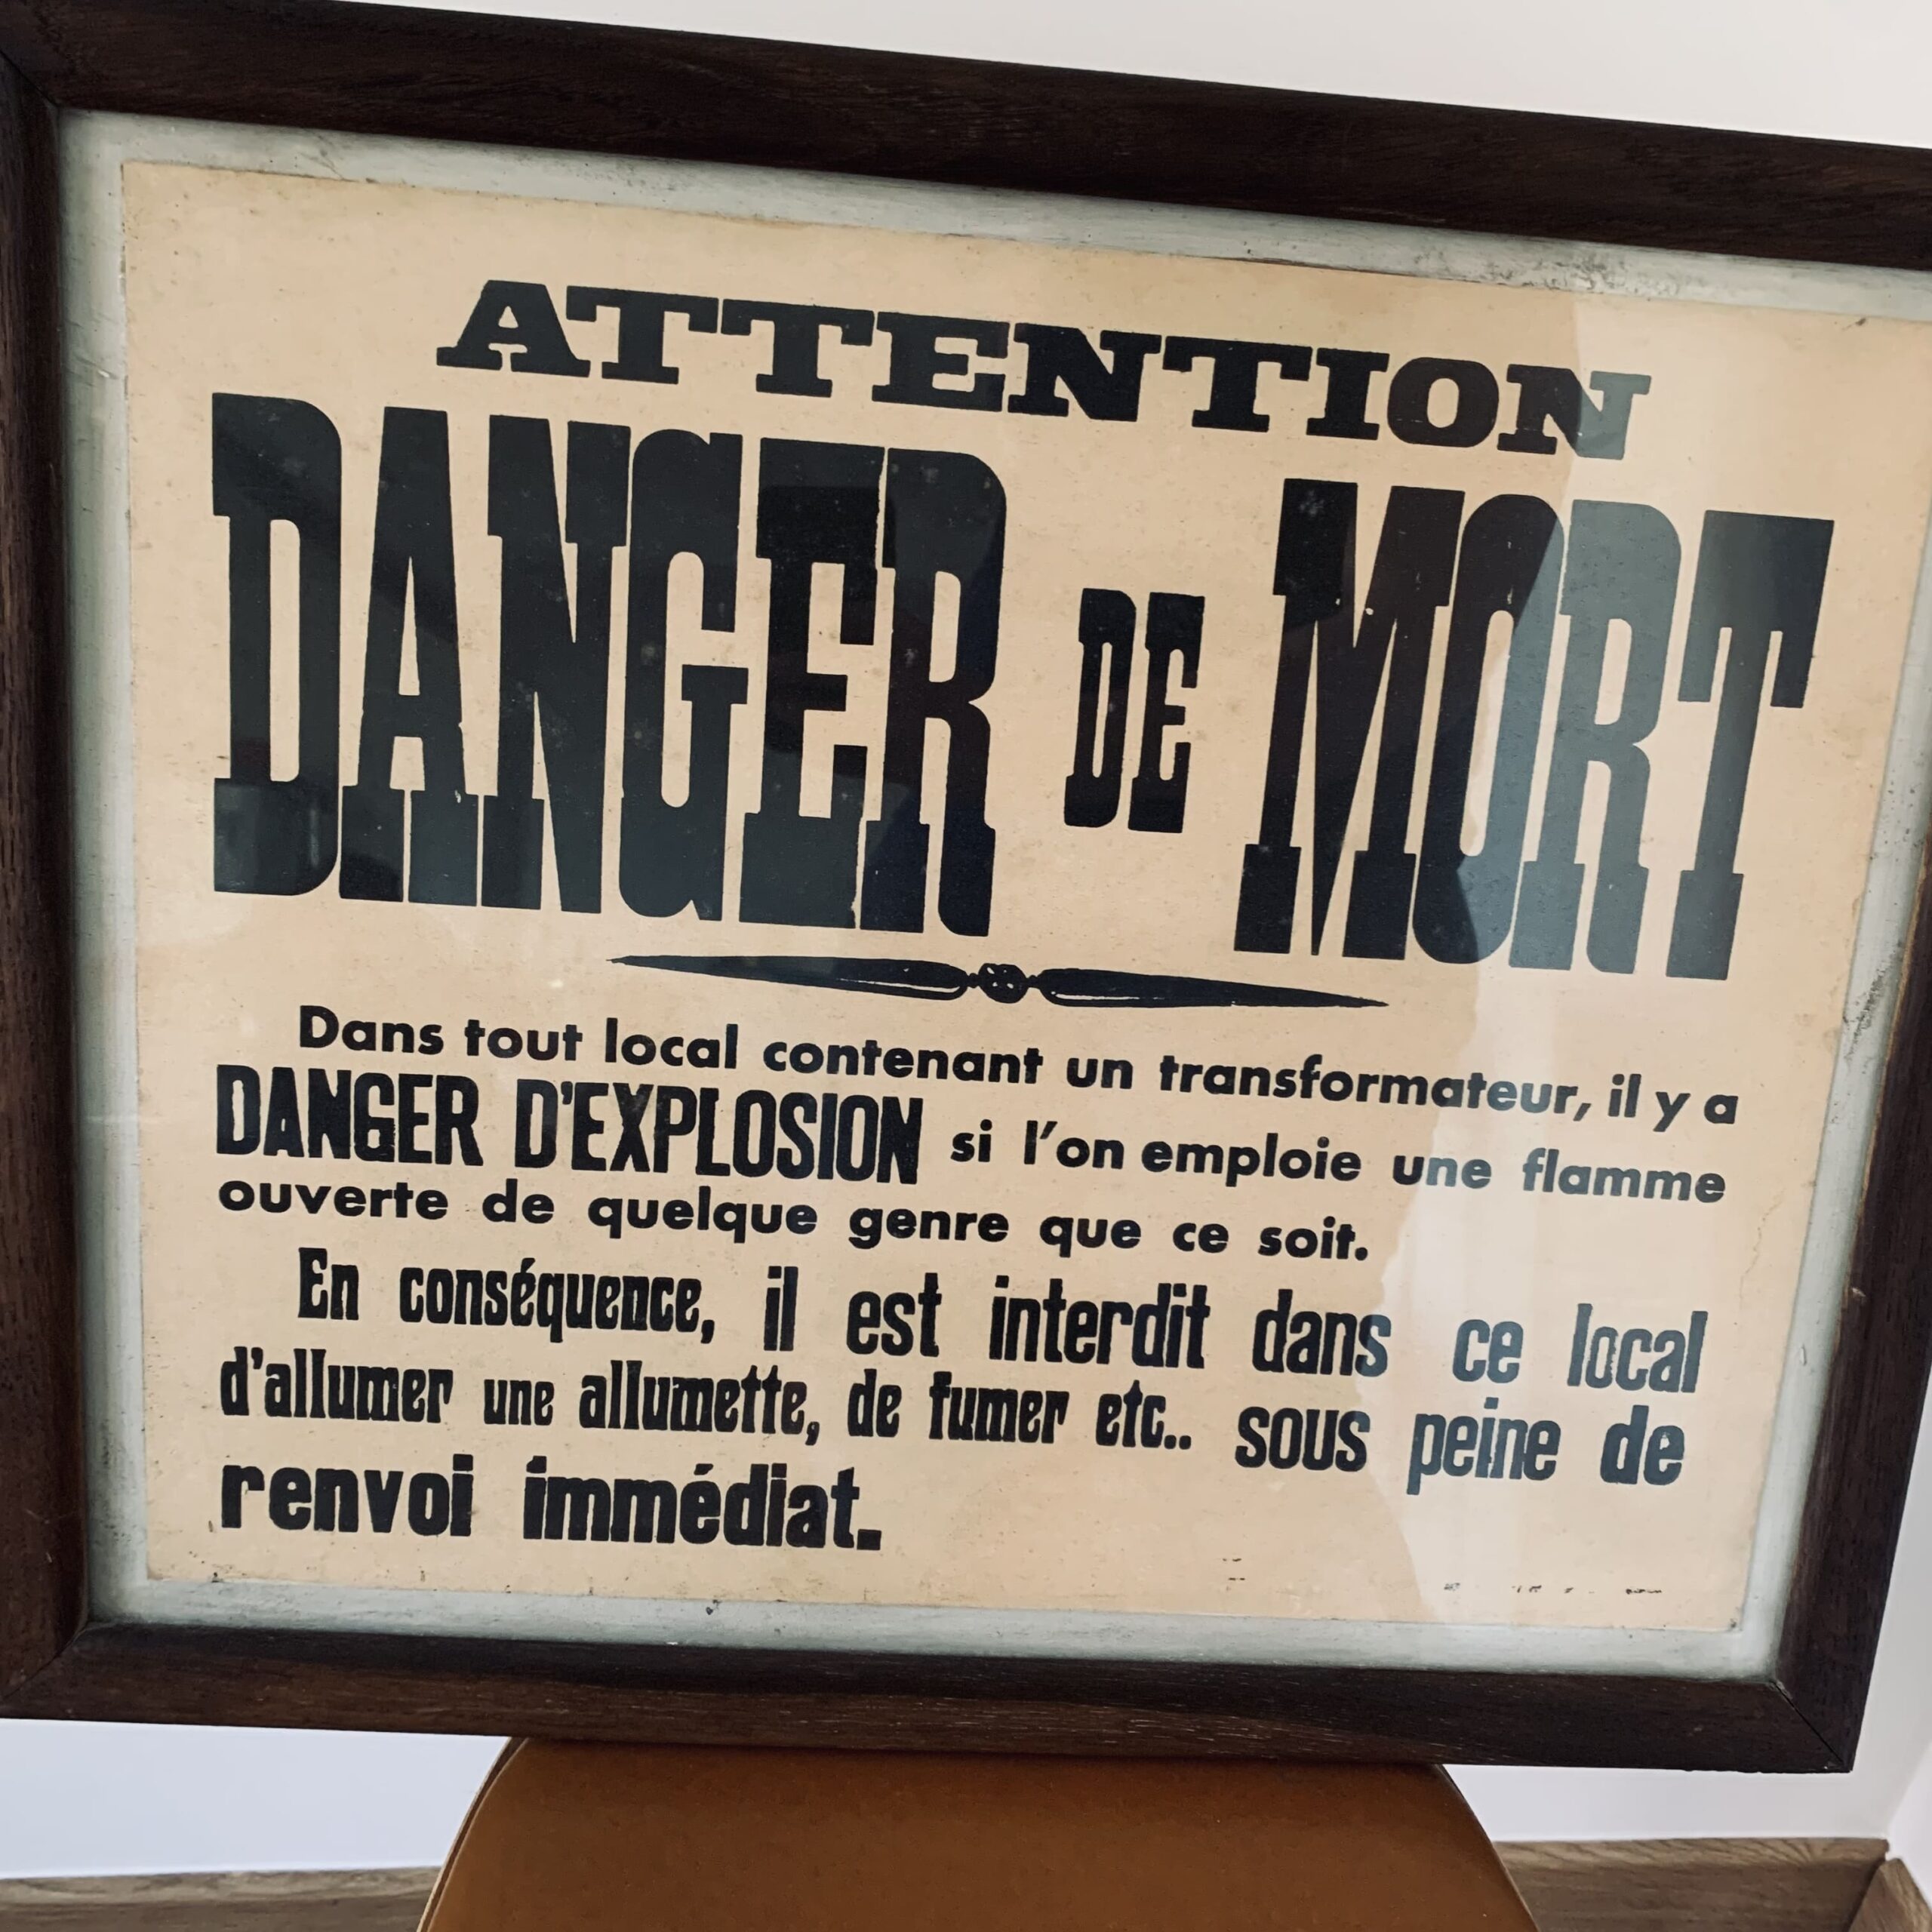 ATTENTION
DANGER DE MORT
Dans tout local contenant un transformateur, il y a
DANGER D'EXPLOSION si l'on emploie une flamme
ouverte de quelque genre que ce soit.
En conséquence, il est interdit dans ce local
d'allumer une allumette, de fumer etc.. sous peine de
renvoi immédiat.